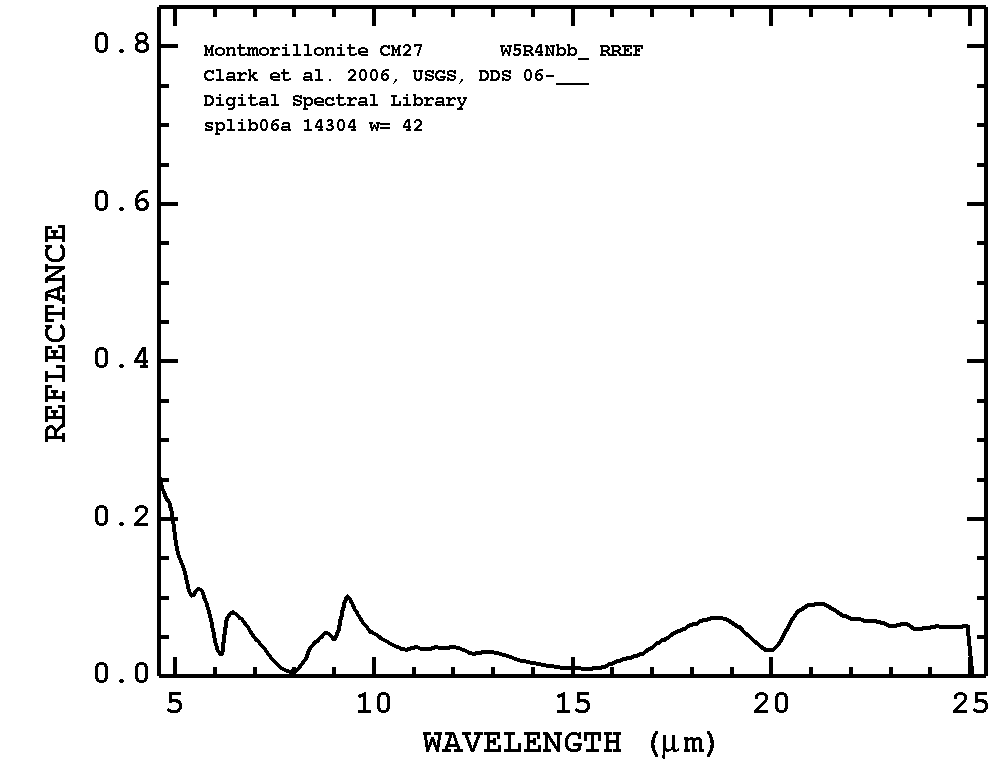 Montmorillonite CM27 W5R4Nbb_ RREF
Clark et al. 2006, USGS, DDS 06-___
Digital Spectral Library
splib06a 14304 w= 42
0.8
0.6
0.4
0.2
0.0
REFLECTANCE
5 10 15 20 25
WAVELENGTH (μm)